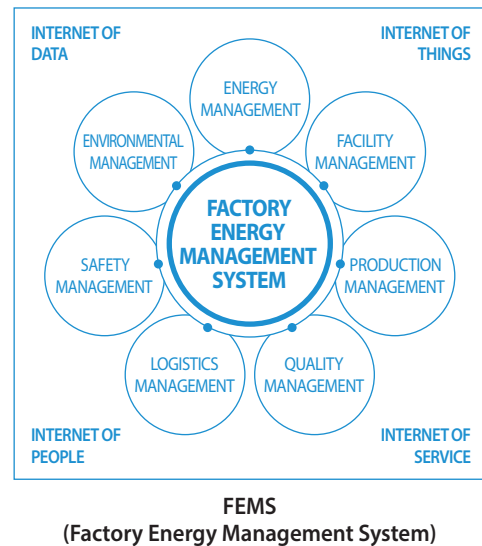 INTERNET OF
DATA
INTERNET OF
THINGS
ENERGY
MANAGEMENT
ENVIRONMENTAL
MANAGEMENT
FACILITY
MANAGEMENT
FACTORY
ENERGY
MANAGEMENT
SYSTEM
SAFETY
MANAGEMENT
PRODUCTION
MANAGEMENT
LOGISTICS
MANAGEMENT
QUALITY
MANAGEMENT
INTERNET OF
PEOPLE
INTERNET OF
SERVICE
FEMS
(Factory Energy Management System)